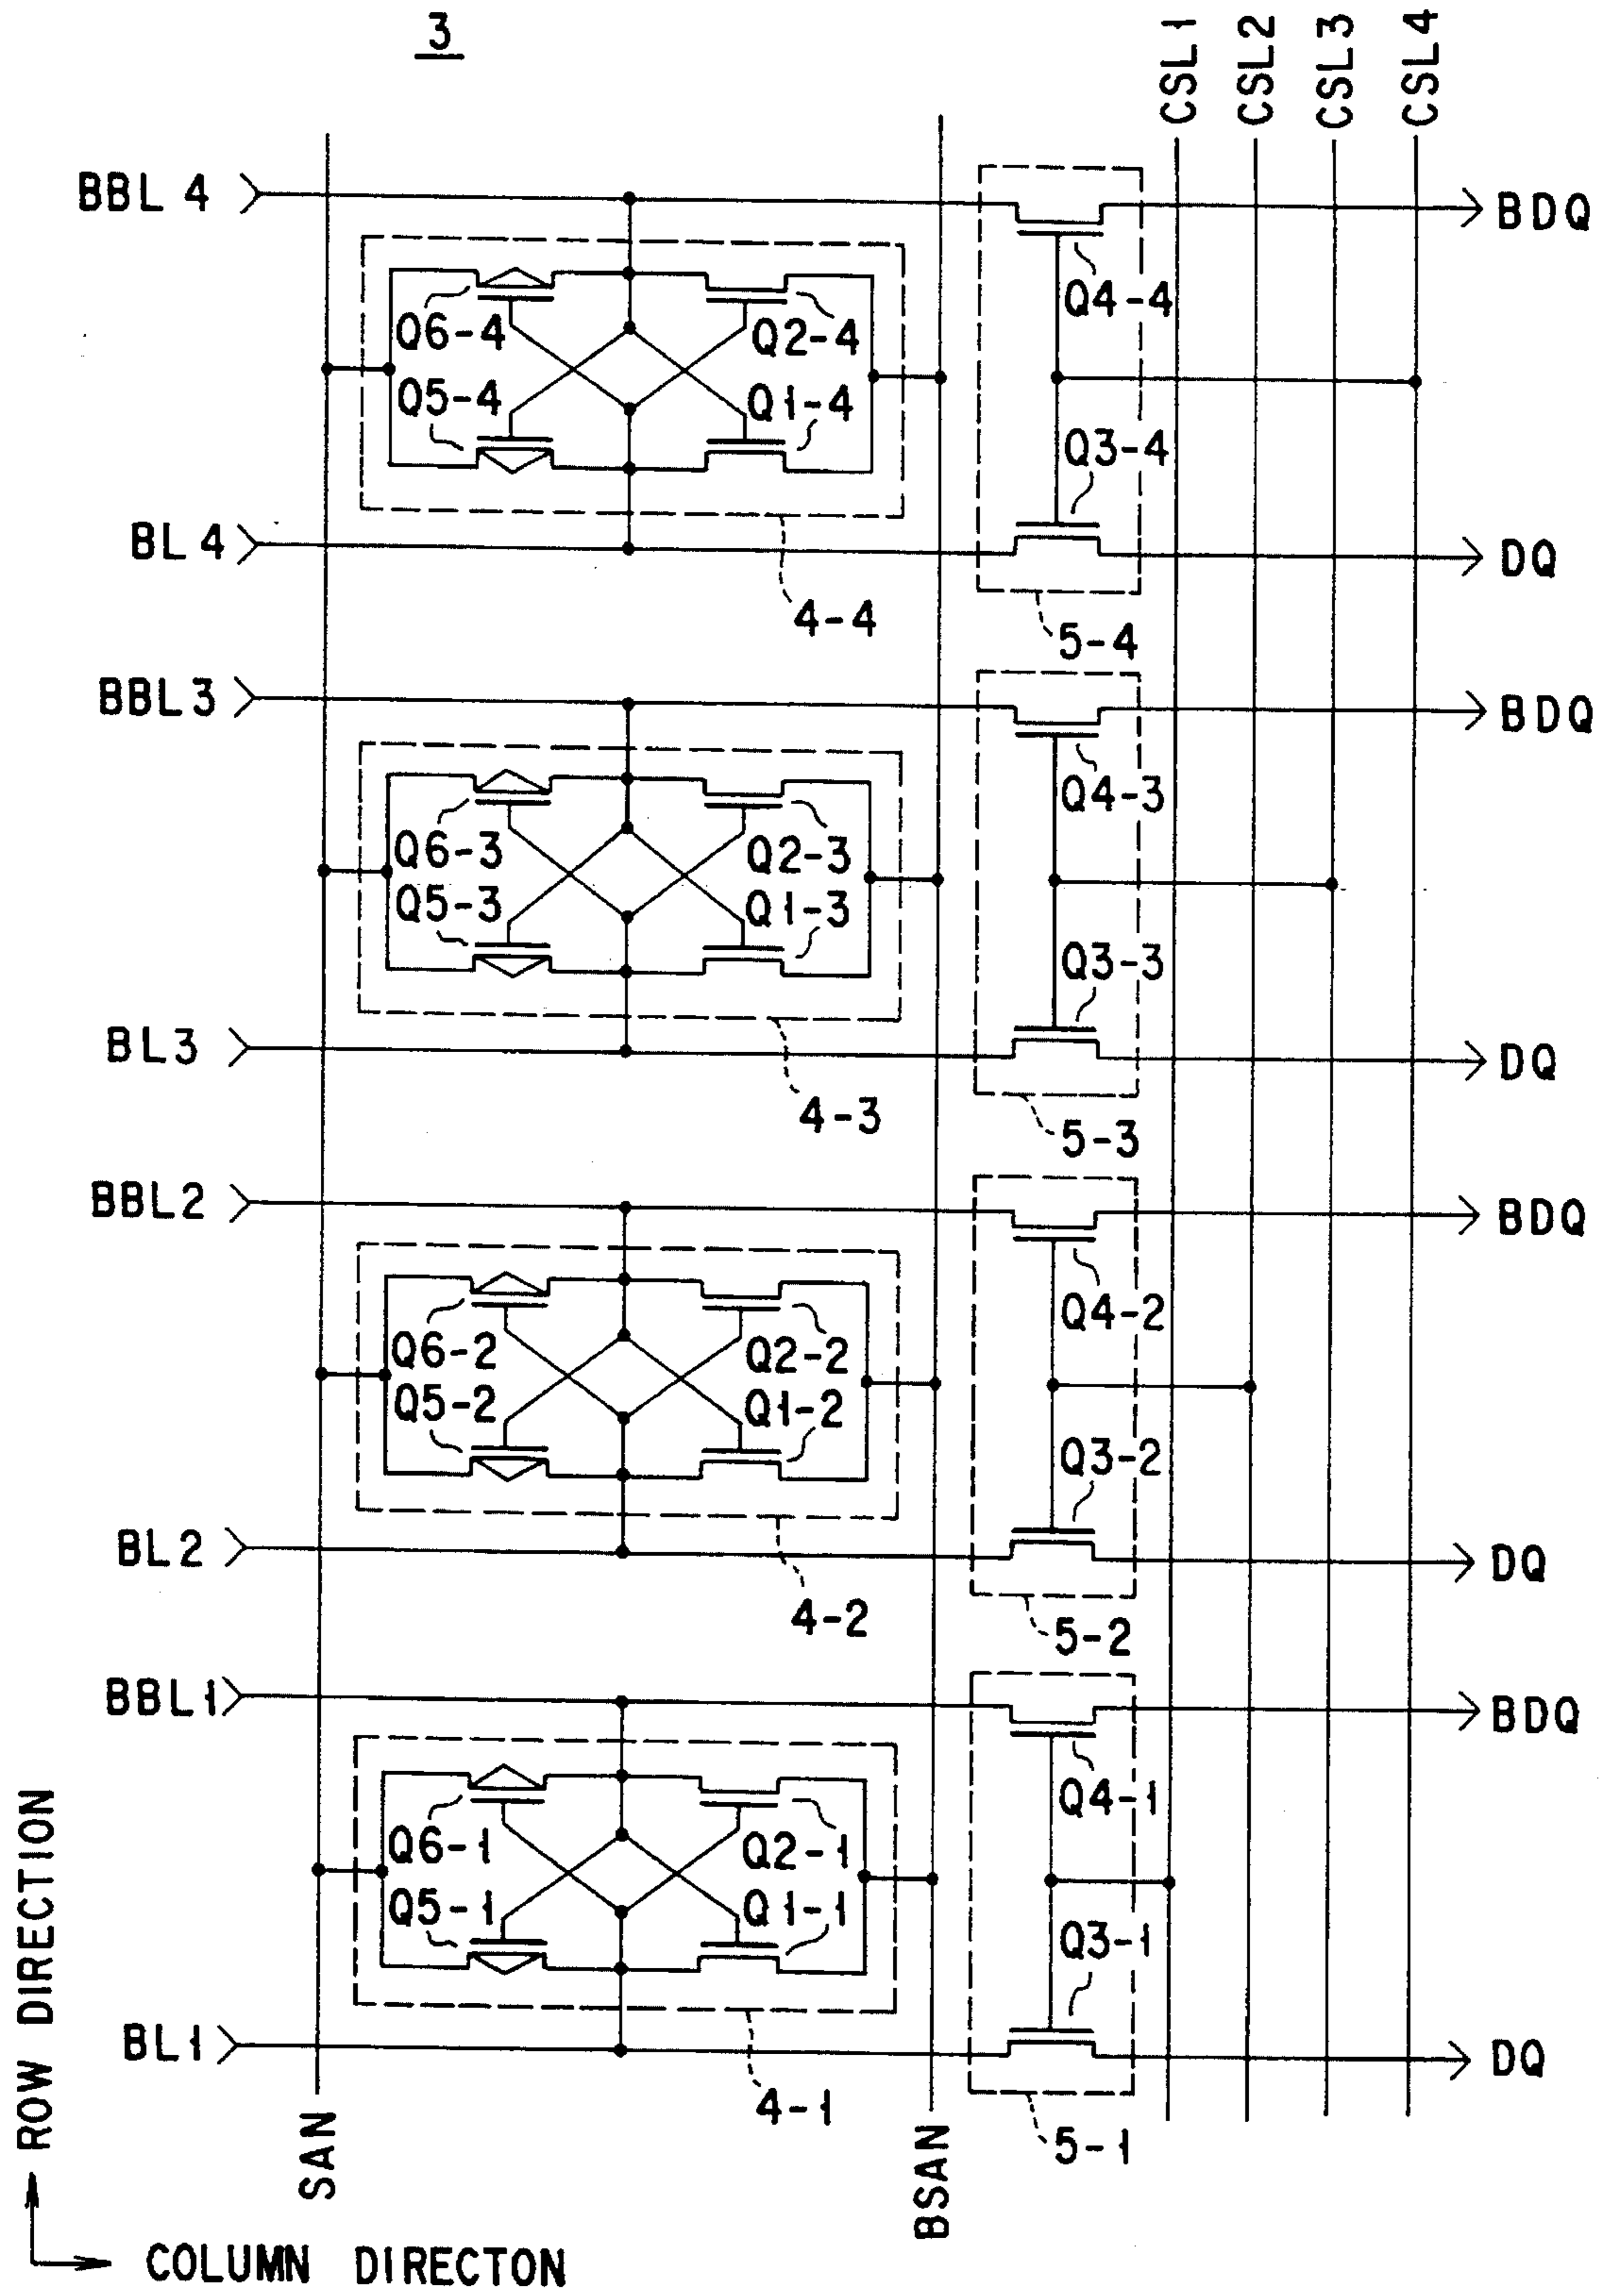 3
CSL1
CSL2
CSL3
CSL4
BBL4
BDQ
Q4-4
Q6-4
Q2-4
Q5-4
Q1-4
Q3-4
BL4
DQ
4-4
5-4
BBL3
BDQ
Q4-3
Q6-3
Q2-3
Q5-3
Q1-3
Q3-3
BL3
DQ
4-3
5-3
BBL2
BDQ
Q4-2
Q6-2
Q2-2
Q5-2
Q1-2
Q3-2
BL2
DQ
4-2
5-2
BBL1
BDQ
Q4-1
Q6-1
Q2-1
Q5-1
Q1-1
Q3-1
BL1
DQ
4-1
5-1
SAN
BSAN
ROW DIRECTION
COLUMN DIRECTON